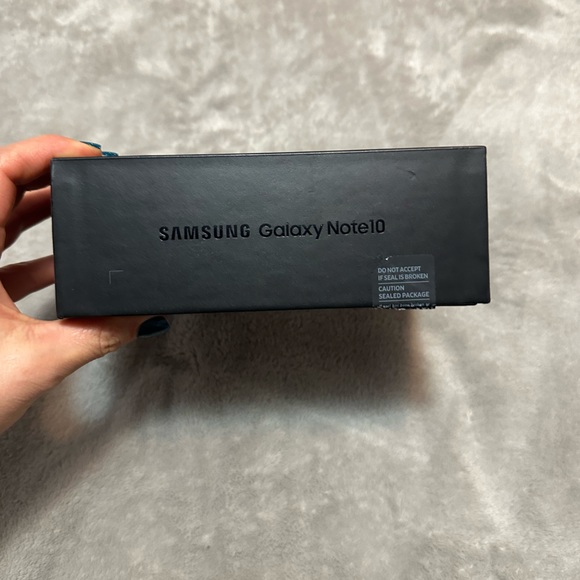 SAMSUNG Galaxy Note10
DO NOT ACCEPT
IF SEAL IS BROKEN
CAUTION
SEALED PACKAGE